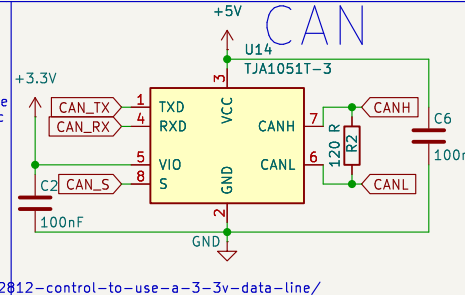 CAN
+5V
U14
TJA1051T-3
+3.3V
3
VCC
CAN_TX
1
TXD
CAN_RX
4
RXD
CANH
7
CANH
120 R
R2
C6
100n
5
VIO
CANL
6
CANL
CAN_S
8
S
GND
2
C2
100nF
GND
2812-control-to-use-a-3-3v-data-line/